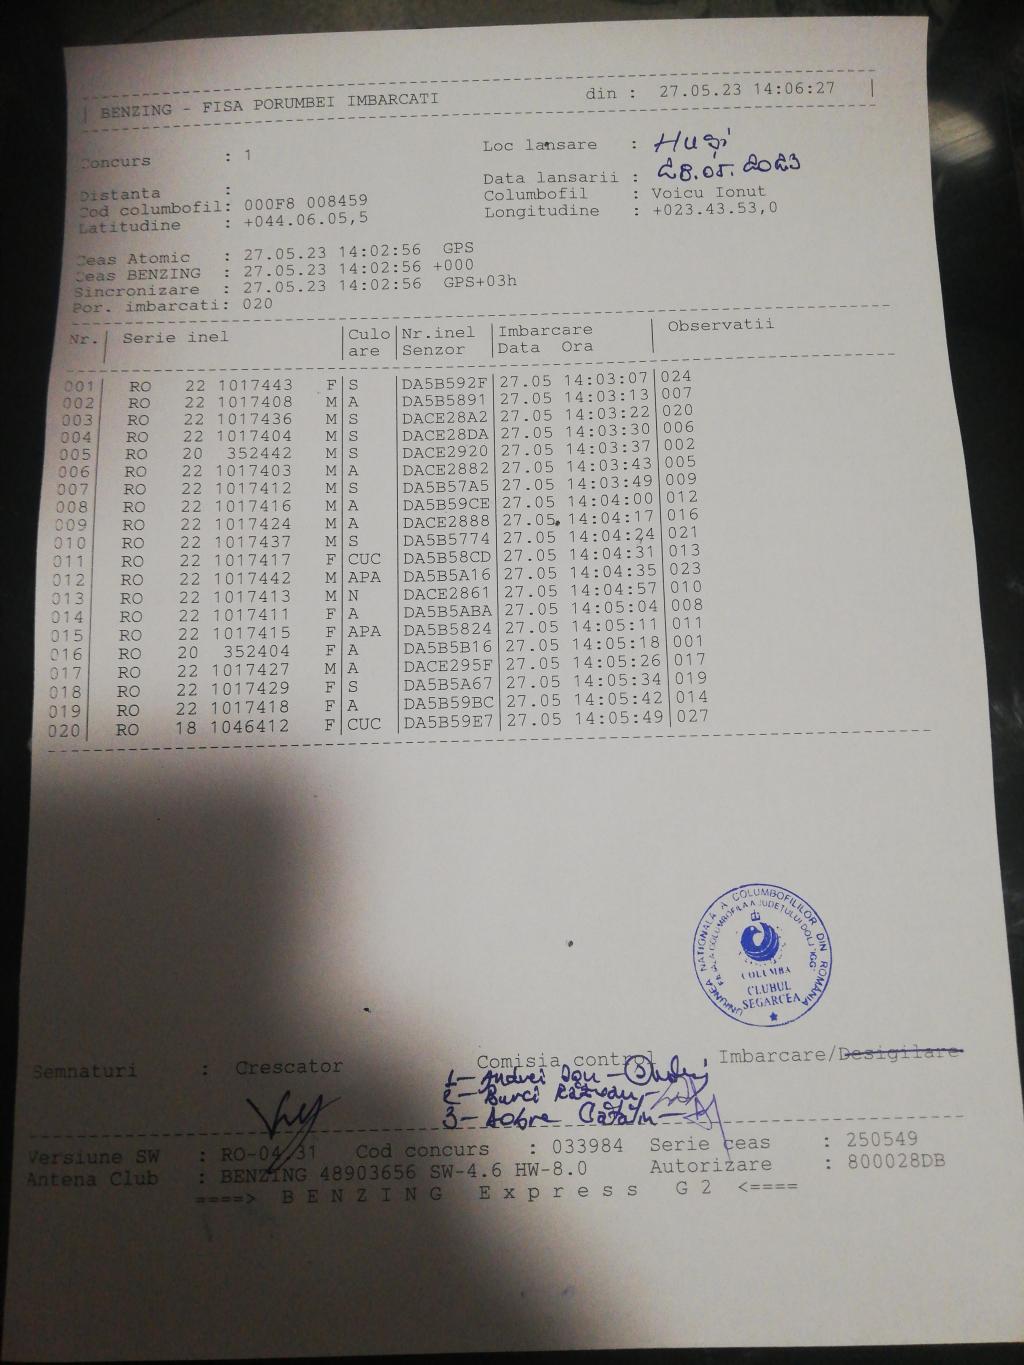 BENZING - FISA PORUMBEI IMBARCATI din : 27.05.23 14:06:27
Concurs : 1 Loc lansare : Huși
Data lansarii : 28.05.2023
Distanta : Columbofil : Voicu Ionut
Cod columbofil: 000F8 008459 Longitudine : +023.43.53,0
Latitudine : +044.06.05,5
Ceas Atomic : 27.05.23 14:02:56 GPS
Ceas BENZING : 27.05.23 14:02:56 +000
Sincronizare : 27.05.23 14:02:56 GPS+03h
Por. imbarcati: 020
Nr. Serie inel Culo Nr.inel Imbarcare Observatii
are Senzor Data Ora
001 RO 22 1017443 F S DA5B592F 27.05 14:03:07 024
002 RO 22 1017408 M A DA5B5891 27.05 14:03:13 007
003 RO 22 1017436 M S DACE28A2 27.05 14:03:22 020
004 RO 22 1017404 M S DACE28DA 27.05 14:03:30 006
005 RO 20 352442 M S DACE2920 27.05 14:03:37 002
006 RO 22 1017403 M A DACE2882 27.05 14:03:43 005
007 RO 22 1017412 M S DA5B57A5 27.05 14:03:49 009
008 RO 22 1017416 M A DA5B59CE 27.05 14:04:00 012
009 RO 22 1017424 M A DACE2888 27.05 14:04:17 016
010 RO 22 1017437 M S DA5B5774 27.05 14:04:24 021
011 RO 22 1017417 F CUC DA5B58CD 27.05 14:04:31 013
012 RO 22 1017442 M APA DA5B5A16 27.05 14:04:35 023
013 RO 22 1017413 M N DACE2861 27.05 14:04:57 010
014 RO 22 1017411 F A DA5B5ABA 27.05 14:05:04 008
015 RO 22 1017415 F APA DA5B5824 27.05 14:05:11 011
016 RO 20 352404 F A DA5B5B16 27.05 14:05:18 001
017 RO 22 1017427 M A DACE295F 27.05 14:05:26 017
018 RO 22 1017429 F S DA5B5A67 27.05 14:05:34 019
019 RO 22 1017418 F A DA5B59BC 27.05 14:05:42 014
020 RO 18 1046412 F CUC DA5B59E7 27.05 14:05:49 027
UNIUNEA NATIONALĂ A COLUMBOFILILOR DIN ROMÂNIA
FILIALA COLUMBOFILA A JUDETULUI DOLJ
COLUMBA
CLUBUL
SEGARCEA
Semnaturi : Crescator Comisia control Imbarcare/Desigilare
1- Andrei
2- Burci Răzvan
3- Cătălin
Versiune SW : RO-04.31 Cod concurs : 033984 Serie ceas : 250549
Antena Club : BENZING 48903656 SW-4.6 HW-8.0 Autorizare : 800028DB
====> B E N Z I N G E x p r e s s G 2 <====